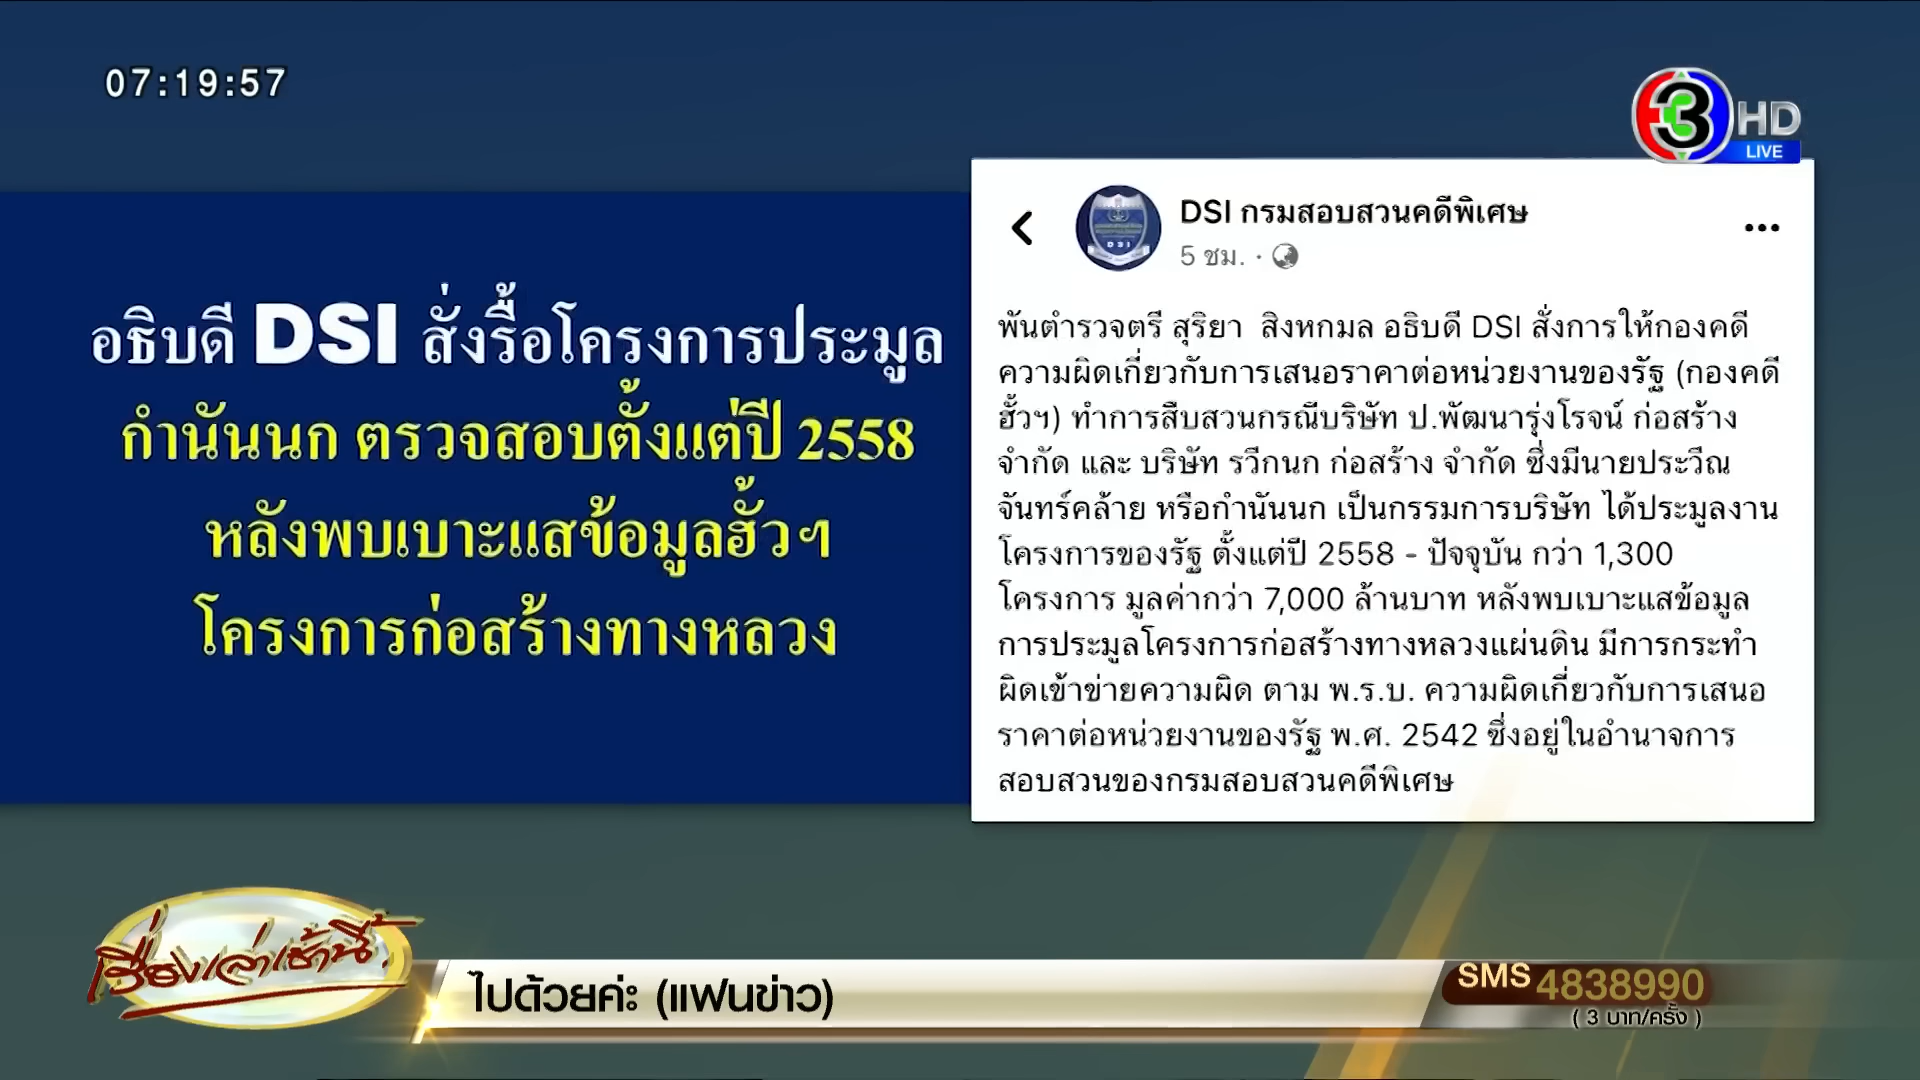 07:19:57
3 HD
LIVE
อธิบดี DSI สั่งรื้อโครงการประมูล
กำนันนก ตรวจสอบตั้งแต่ปี 2558
หลังพบเบาะแสข้อมูลฮั้วฯ
โครงการก่อสร้างทางหลวง
DSI กรมสอบสวนคดีพิเศษ
5 ชม. ·
พันตำรวจตรี สุริยา สิงหกมล อธิบดี DSI สั่งการให้กองคดี
ความผิดเกี่ยวกับการเสนอราคาต่อหน่วยงานของรัฐ (กองคดี
ฮั้วฯ) ทำการสืบสวนกรณีบริษัท ป.พัฒนารุ่งโรจน์ ก่อสร้าง
จำกัด และ บริษัท รวีกนก ก่อสร้าง จำกัด ซึ่งมีนายประวีณ
จันทร์คล้าย หรือกำนันนก เป็นกรรมการบริษัท ได้ประมูลงาน
โครงการของรัฐ ตั้งแต่ปี 2558 - ปัจจุบัน กว่า 1,300
โครงการ มูลค่ากว่า 7,000 ล้านบาท หลังพบเบาะแสข้อมูล
การประมูลโครงการก่อสร้างทางหลวงแผ่นดิน มีการกระทำ
ผิดเข้าข่ายความผิด ตาม พ.ร.บ. ความผิดเกี่ยวกับการเสนอ
ราคาต่อหน่วยงานของรัฐ พ.ศ. 2542 ซึ่งอยู่ในอำนาจการ
สอบสวนของกรมสอบสวนคดีพิเศษ
เรื่องเล่าเช้านี้
ไปด้วยค่ะ (แฟนข่าว)
SMS 4838990
( 3 บาท/ครั้ง )